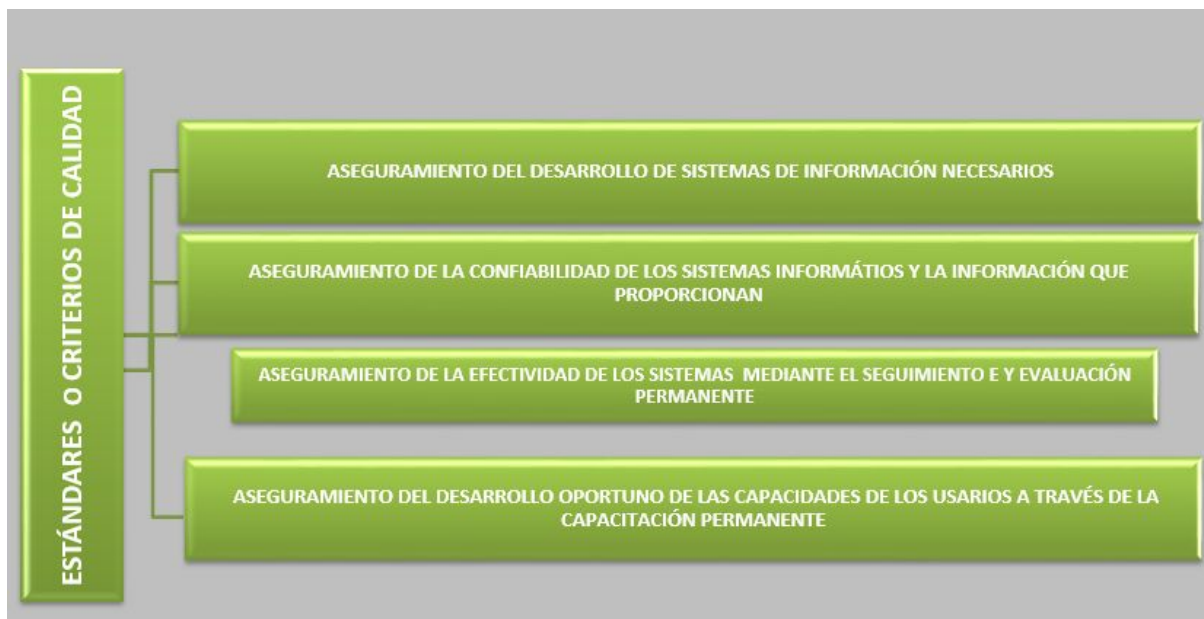 ESTÁNDARES O CRITERIOS DE CALIDAD
ASEGURAMIENTO DEL DESARROLLO DE SISTEMAS DE INFORMACIÓN NECESARIOS
ASEGURAMIENTO DE LA CONFIABILIDAD DE LOS SISTEMAS INFORMÁTIOS Y LA INFORMACIÓN QUE
PROPORCIONAN
ASEGURAMIENTO DE LA EFECTIVIDAD DE LOS SISTEMAS MEDIANTE EL SEGUIMIENTO E Y EVALUACIÓN
PERMANENTE
ASEGURAMIENTO DEL DESARROLLO OPORTUNO DE LAS CAPACIDADES DE LOS USARIOS A TRAVÉS DE LA
CAPACITACIÓN PERMANENTE